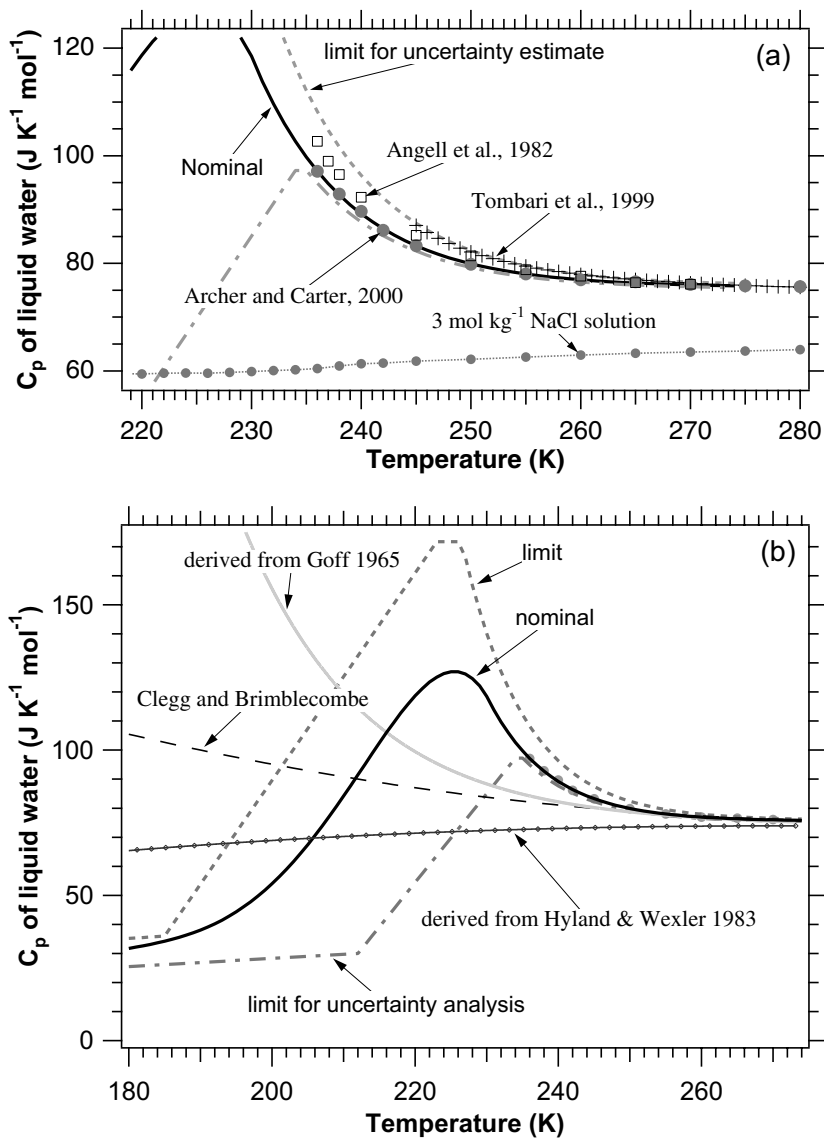 120
100
80
60
C_p of liquid water (J K⁻¹ mol⁻¹)
(a)
limit for uncertainty estimate
Nominal
Angell et al., 1982
Tombari et al., 1999
Archer and Carter, 2000
3 mol kg⁻¹ NaCl solution
220 230 240 250 260 270 280
Temperature (K)
150
100
50
0
C_p of liquid water (J K⁻¹ mol⁻¹)
(b)
derived from Goff 1965
limit
nominal
Clegg and Brimblecombe
derived from Hyland & Wexler 1983
limit for uncertainty analysis
180 200 220 240 260
Temperature (K)